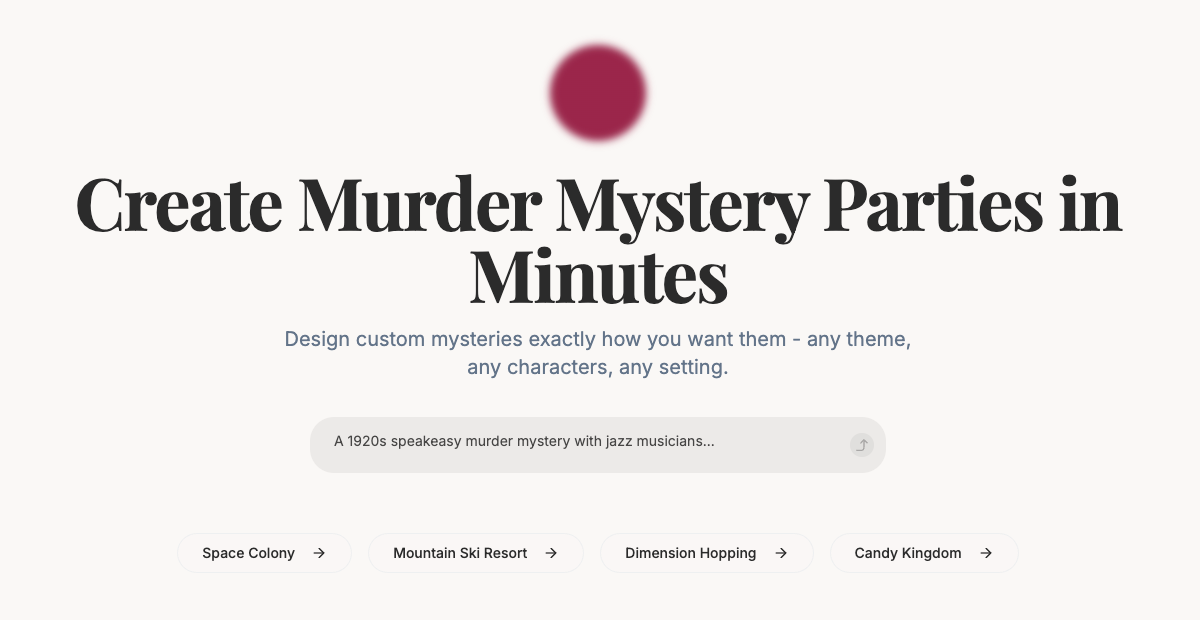 Create Murder Mystery Parties in
Minutes
Design custom mysteries exactly how you want them - any theme,
any characters, any setting.
A 1920s speakeasy murder mystery with jazz musicians...
Space Colony
Mountain Ski Resort
Dimension Hopping
Candy Kingdom